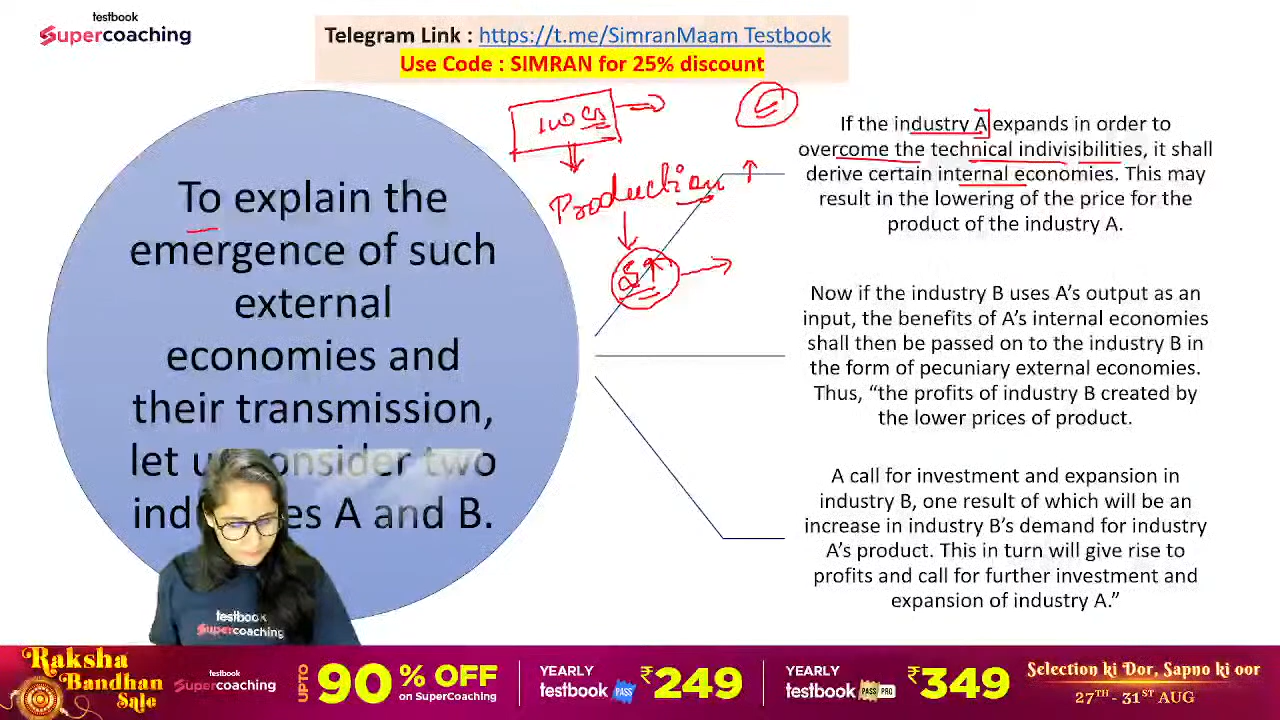 testbook
Supercoaching
Telegram Link : https://t.me/SimranMaam Testbook
Use Code : SIMRAN for 25% discount
100 Cr
Production ↑
S↑
To explain the
emergence of such
external
economies and
their transmission,
let us consider two
industries A and B.
If the industry A expands in order to
overcome the technical indivisibilities, it shall
derive certain internal economies. This may
result in the lowering of the price for the
product of the industry A.
Now if the industry B uses A’s output as an
input, the benefits of A’s internal economies
shall then be passed on to the industry B in
the form of pecuniary external economies.
Thus, “the profits of industry B created by
the lower prices of product.
A call for investment and expansion in
industry B, one result of which will be an
increase in industry B’s demand for industry
A’s product. This in turn will give rise to
profits and call for further investment and
expansion of industry A.”
testbook
Supercoaching
Raksha
Bandhan
Sale
testbook
Supercoaching
UPTO 90% OFF
on SuperCoaching
YEARLY
testbook PASS
₹249
YEARLY
testbook PASS PRO
₹349
Selection ki Dor, Sapno ki oor
27TH - 31ST AUG